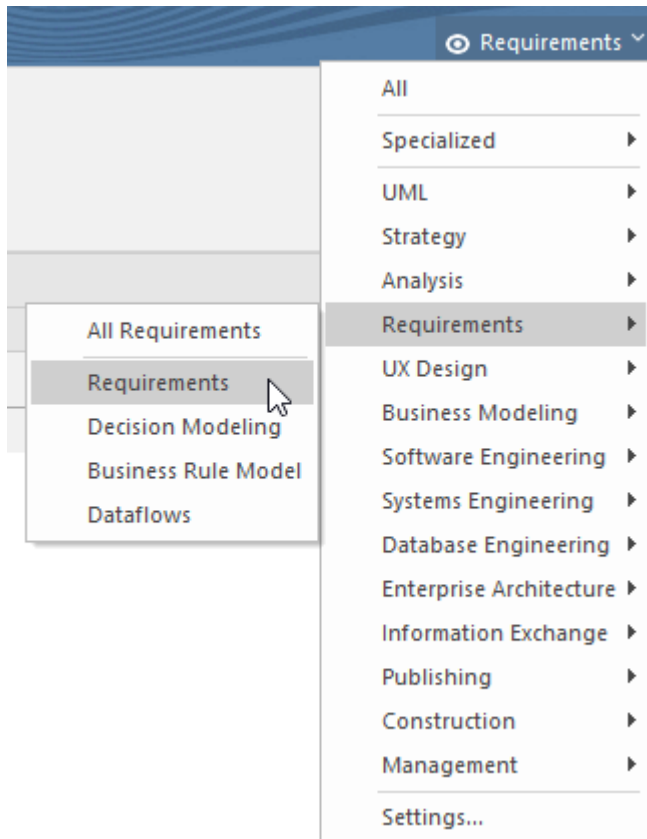 Requirements
All
Specialized
UML
Strategy
Analysis
Requirements
UX Design
Business Modeling
Software Engineering
Systems Engineering
Database Engineering
Enterprise Architecture
Information Exchange
Publishing
Construction
Management
Settings...
All Requirements
Requirements
Decision Modeling
Business Rule Model
Dataflows